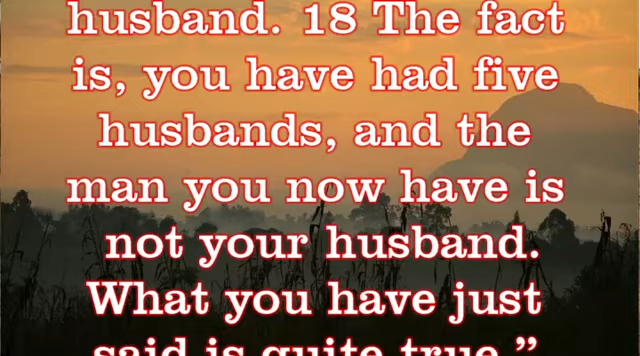 husband. 18 The fact
is, you have had five
husbands, and the
man you now have is
not your husband.
What you have just
said is quite true.”